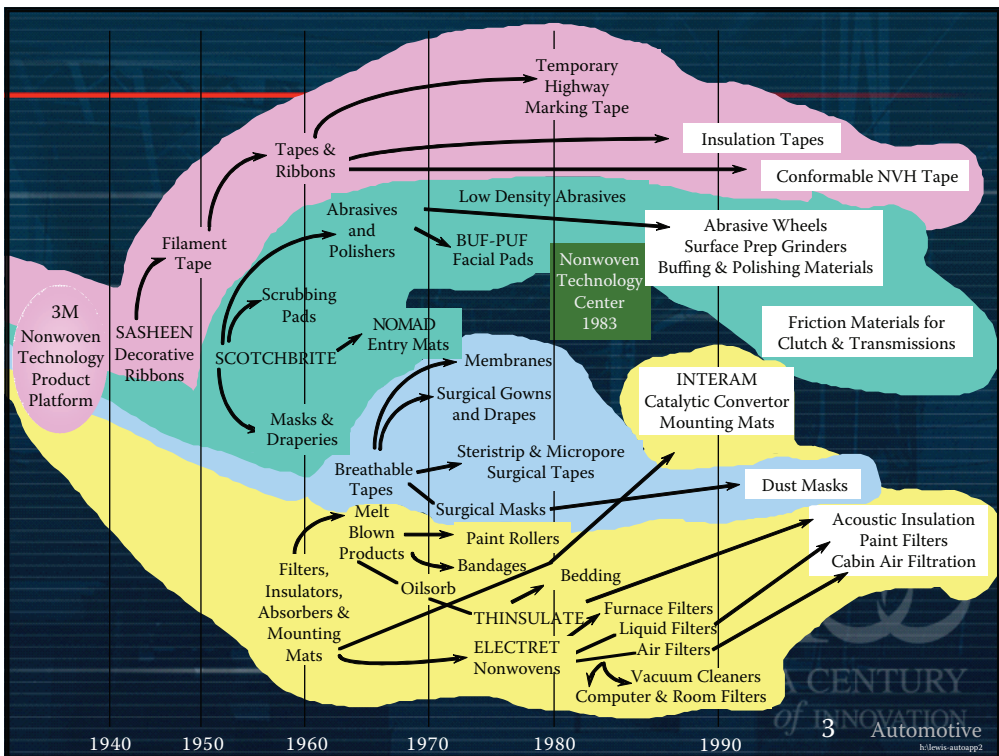 Temporary
Highway
Marking Tape
Tapes &
Ribbons
Insulation Tapes
Conformable NVH Tape
Low Density Abrasives
Abrasives
and
Polishers
BUF-PUF
Facial Pads
Abrasive Wheels
Surface Prep Grinders
Buffing & Polishing Materials
Filament
Tape
Nonwoven
Technology
Center
1983
Scrubbing
Pads
3M
Nonwoven
Technology
Product
Platform
SASHEEN
Decorative
Ribbons
SCOTCHBRITE
NOMAD
Entry Mats
Friction Materials for
Clutch & Transmissions
Membranes
Surgical Gowns
and Drapes
INTERAM
Catalytic Convertor
Mounting Mats
Masks &
Draperies
Steristrip & Micropore
Surgical Tapes
Breathable
Tapes
Surgical Masks
Dust Masks
Melt
Blown
Products
Paint Rollers
Bandages
Acoustic Insulation
Paint Filters
Cabin Air Filtration
Filters,
Insulators,
Absorbers &
Mounting
Mats
Oilsorb
Bedding
THINSULATE
Furnace Filters
Liquid Filters
Air Filters
ELECTRET
Nonwovens
Vacuum Cleaners
Computer & Room Filters
A CENTURY
of INNOVATION
3 Automotive
h:\lewis-autoapp2
1940 1950 1960 1970 1980 1990